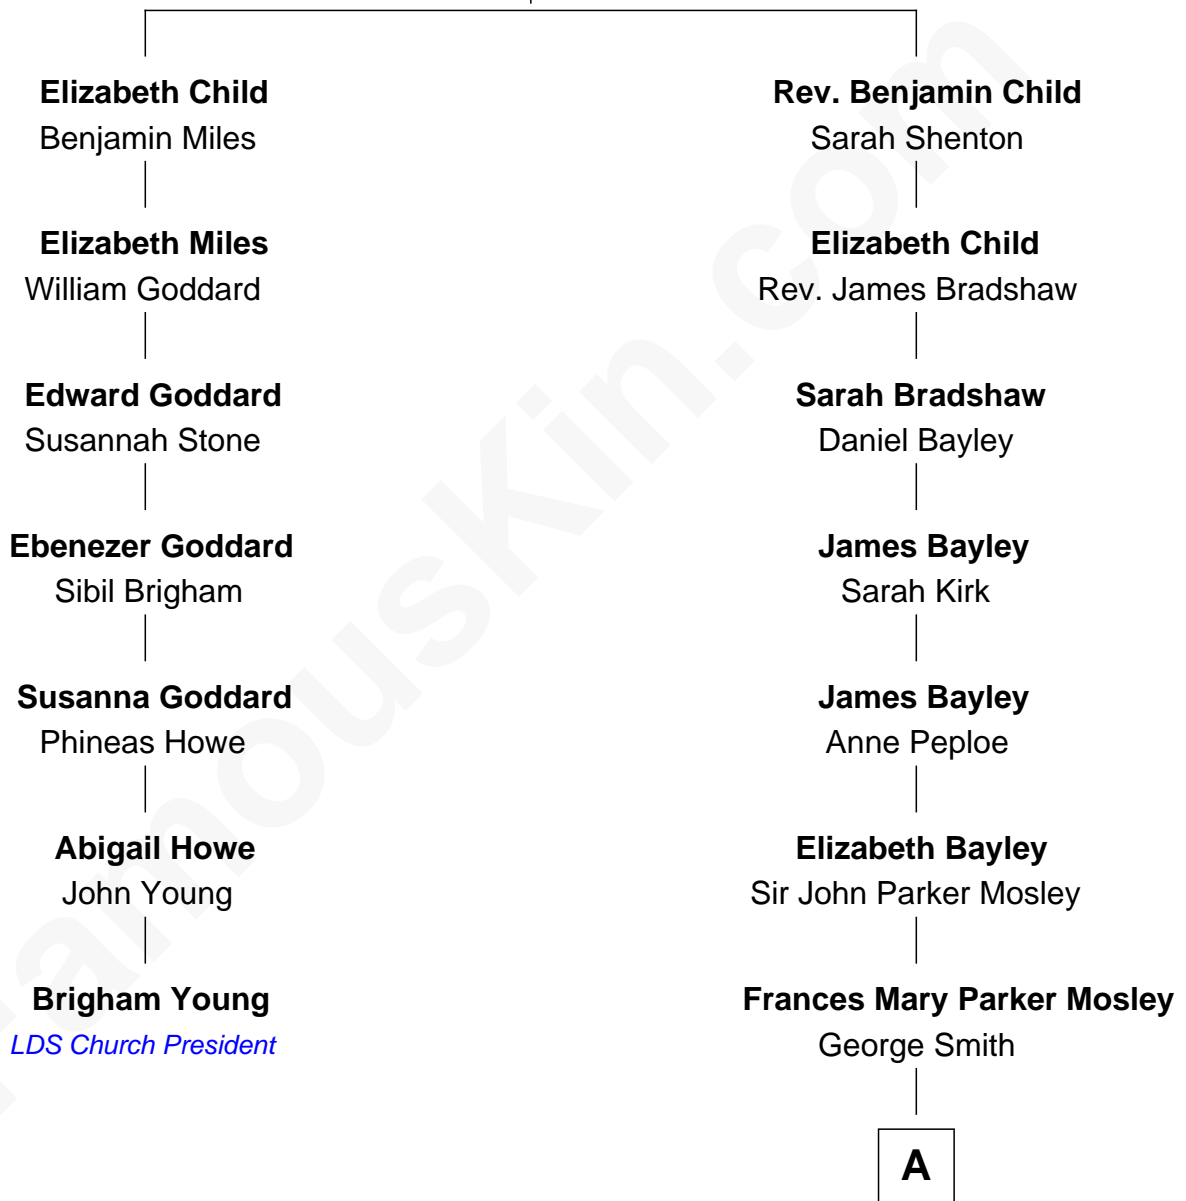 Elizabeth Child
Benjamin Miles
Elizabeth Miles
William Goddard
Edward Goddard
Susannah Stone
Ebenezer Goddard
Sibil Brigham
Susanna Goddard
Phineas Howe
Abigail Howe
John Young
Brigham Young
LDS Church President
Rev. Benjamin Child
Sarah Shenton
Elizabeth Child
Rev. James Bradshaw
Sarah Bradshaw
Daniel Bayley
James Bayley
Sarah Kirk
James Bayley
Anne Peploe
Elizabeth Bayley
Sir John Parker Mosley
Frances Mary Parker Mosley
George Smith
A
FamousKin.com